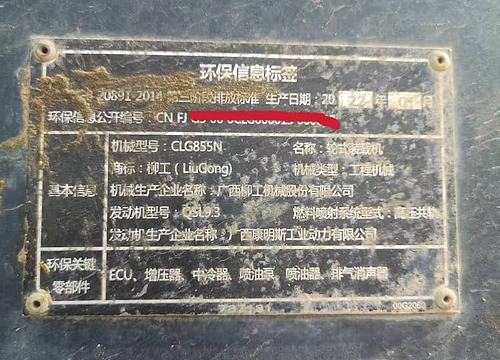 环保信息标签
20891-2014 第三阶段排放标准 生产日期：20 22 年 月
环保信息公开编号：CN FJ
基本信息
机械型号：CLG855N 名称：轮式装载机
商标：柳工（LiuGong） 机械类型：工程机械
机械生产企业名称：广西柳工机械股份有限公司
发动机型号：QSL9.3 燃料喷射系统型式：高压共轨
发动机生产企业名称：广西康明斯工业动力有限公司
环保关键零部件
ECU、增压器、中冷器、喷油泵、喷油器、排气消声器
00G2060